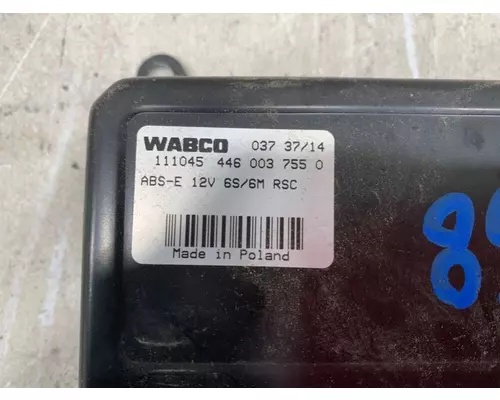 WABCO 037 37/14
111045 446 003 755 0
ABS-E 12V 6S/6M RSC
Made in Poland